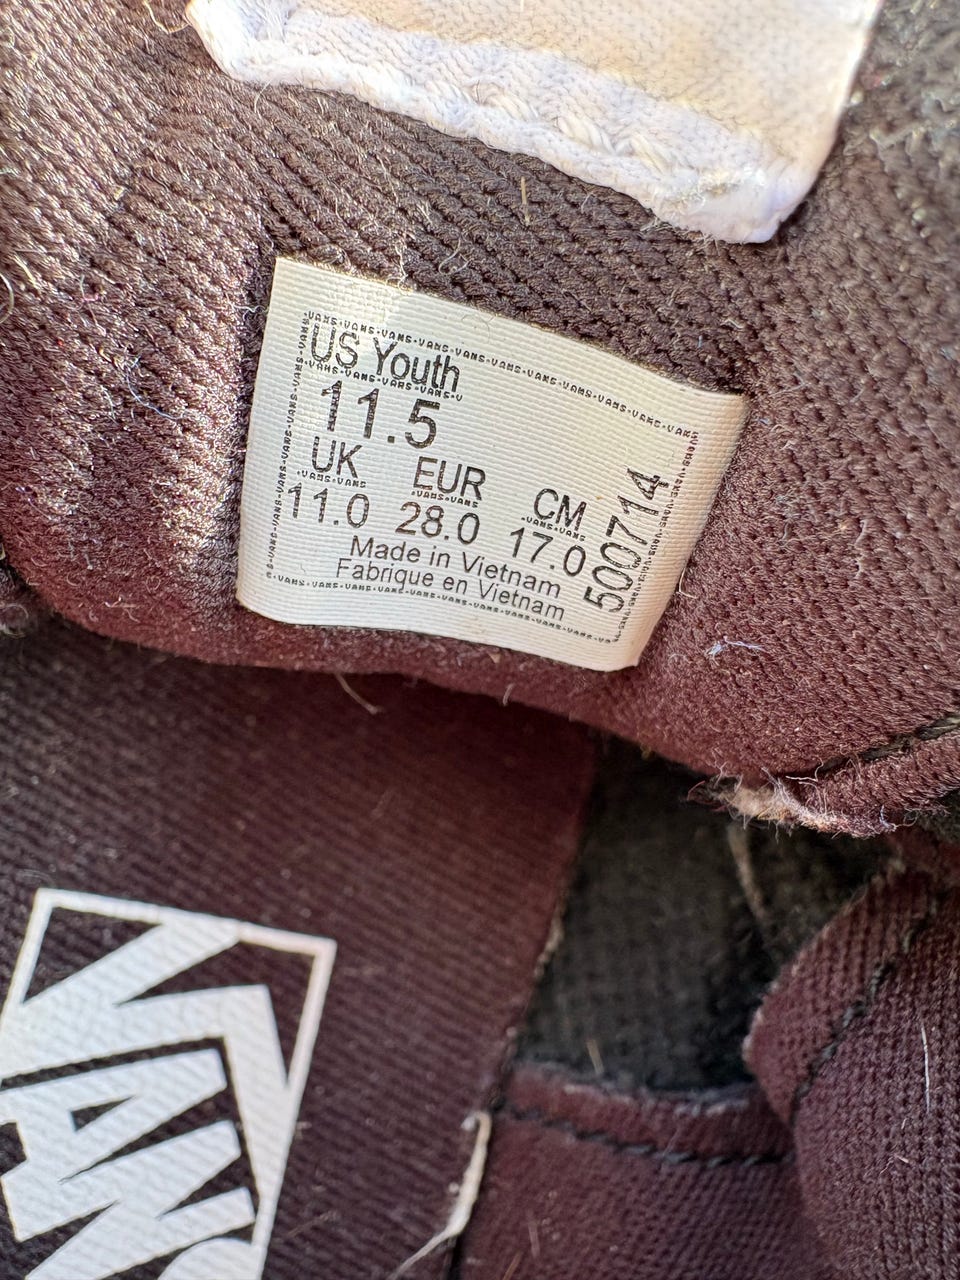 US Youth
11.5
UK EUR CM
11.0 28.0 17.0
Made in Vietnam
Fabrique en Vietnam
500714
VANS